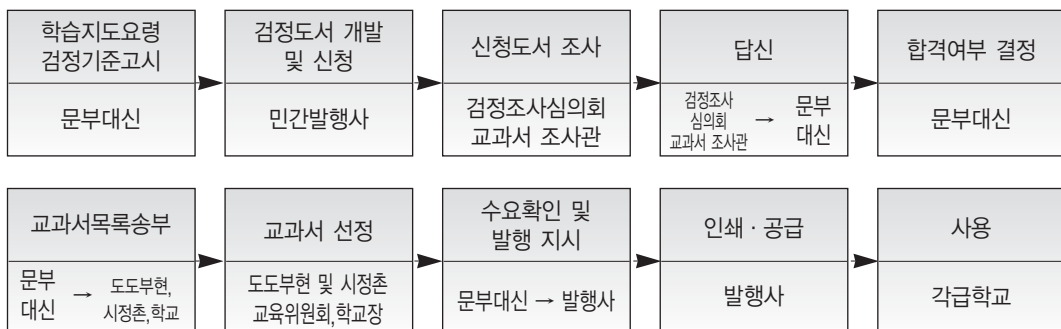 학습지도요령
검정기준고시
문부대신
검정도서 개발
및 신청
민간발행사
신청도서 조사
검정조사심의회
교과서 조사관
답신
검정조사
심의회
교과서 조사관
→
문부
대신
합격여부 결정
문부대신
교과서목록송부
문부
대신
→
도도부현,
시정촌,학교
교과서 선정
도도부현 및 시정촌
교육위원회,학교장
수요확인 및
발행 지시
문부대신 → 발행사
인쇄 · 공급
발행사
사용
각급학교